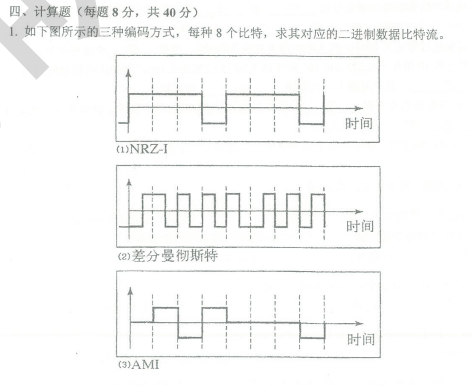 四、计算题（每题 8 分，共 40 分）
1. 如下图所示的三种编码方式，每种 8 个比特，求其对应的二进制数据比特流。
时间
(1)NRZ-I
时间
(2)差分曼彻斯特
时间
(3)AMI